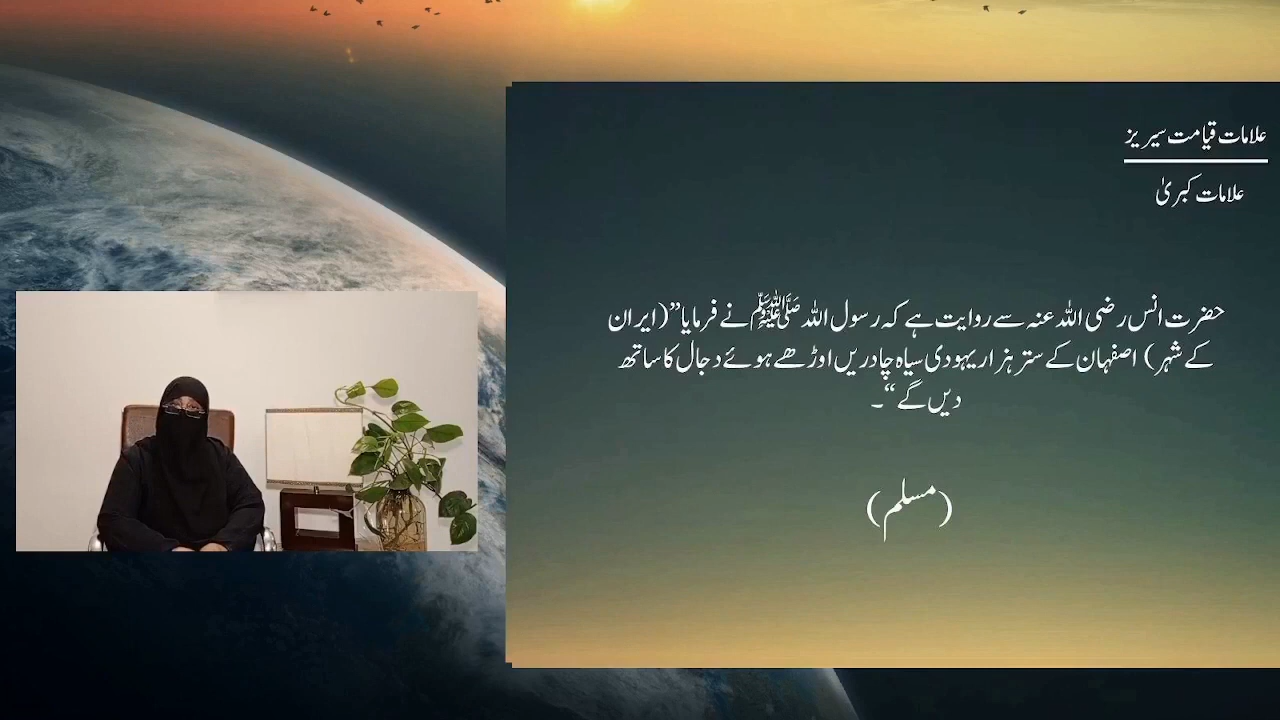 علامات قیامت سیریز
علامات کبریٰ
حضرت انس رضی اللہ عنہ سے روایت ہے کہ رسول اللہ ﷺ نے فرمایا”(ایران
کے شہر) اصفہان کے ستر ہزار یہودی سیاہ چادریں اوڑھے ہوئے دجال کا ساتھ
دیں گے“۔
(مسلم)